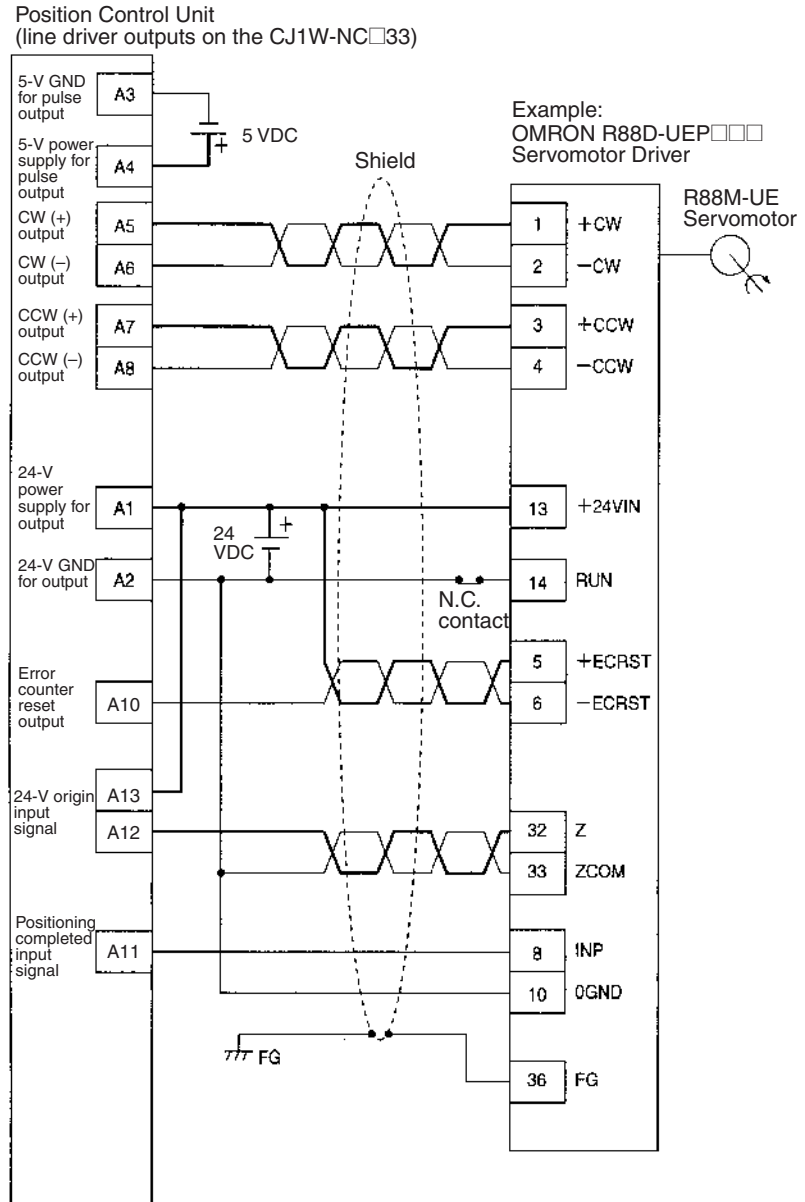 Position Control Unit
(line driver outputs on the CJ1W-NC□33)
5-V GND
for pulse
output
A3
5 VDC
+
5-V power
supply for
pulse
output
A4
Example:
OMRON R88D-UEP□□□
Servomotor Driver
Shield
R88M-UE
Servomotor
CW (+)
output
A5
1
+CW
CW (–)
output
A6
2
−CW
CCW (+)
output
A7
3
+CCW
CCW (–)
output
A8
4
−CCW
24-V
power
supply for
output
A1
13
+24VIN
24
VDC
+
24-V GND
for output
A2
14
RUN
N.C.
contact
5
+ECRST
Error
counter
reset
output
A10
6
−ECRST
24-V origin
input
signal
A13
A12
32
Z
33
ZCOM
Positioning
completed
input
signal
A11
8
INP
10
0GND
FG
36
FG